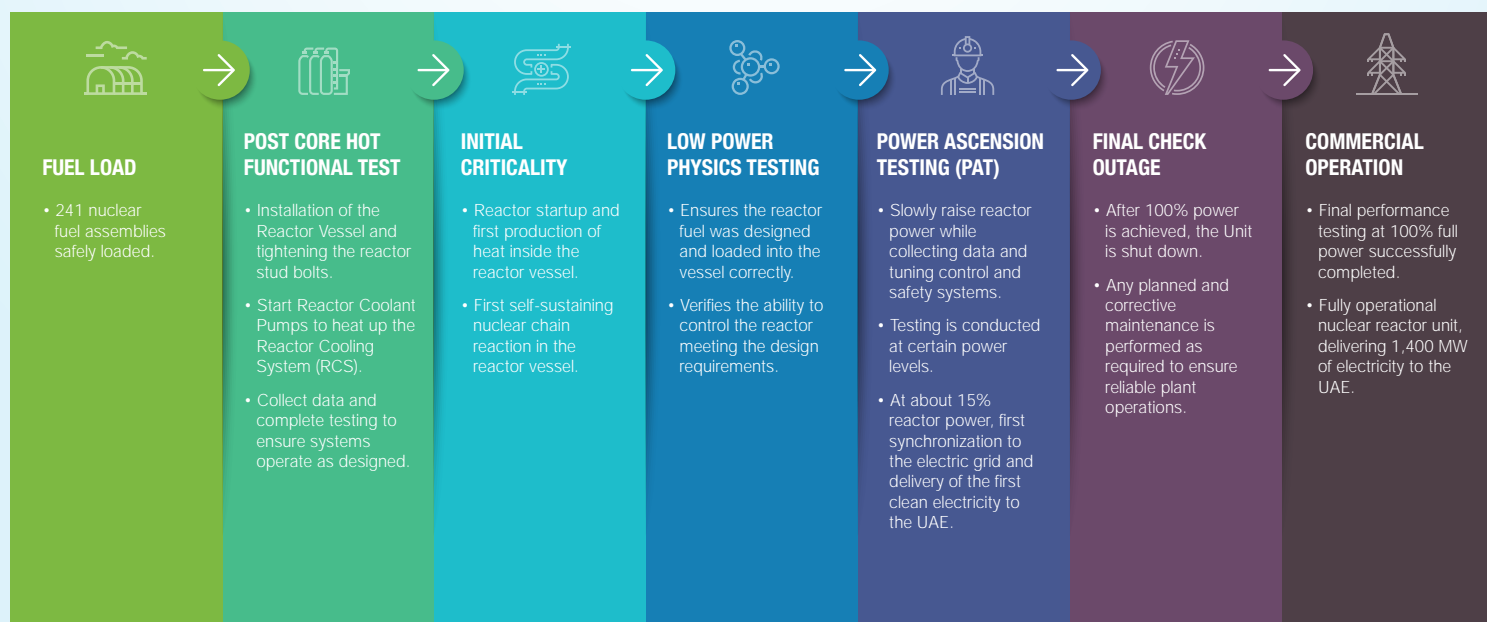 FUEL LOAD
• 241 nuclear
fuel assemblies
safely loaded.
POST CORE HOT
FUNCTIONAL TEST
• Installation of the
Reactor Vessel and
tightening the reactor
stud bolts.
• Start Reactor Coolant
Pumps to heat up the
Reactor Cooling
System (RCS).
• Collect data and
complete testing to
ensure systems
operate as designed.
INITIAL
CRITICALITY
• Reactor startup and
first production of
heat inside the
reactor vessel.
• First self-sustaining
nuclear chain
reaction in the
reactor vessel.
LOW POWER
PHYSICS TESTING
• Ensures the reactor
fuel was designed
and loaded into the
vessel correctly.
• Verifies the ability to
control the reactor
meeting the design
requirements.
POWER ASCENSION
TESTING (PAT)
• Slowly raise reactor
power while
collecting data and
tuning control and
safety systems.
• Testing is conducted
at certain power
levels.
• At about 15%
reactor power, first
synchronization to
the electric grid and
delivery of the first
clean electricity to
the UAE.
FINAL CHECK
OUTAGE
• After 100% power
is achieved, the Unit
is shut down.
• Any planned and
corrective
maintenance is
performed as
required to ensure
reliable plant
operations.
COMMERCIAL
OPERATION
• Final performance
testing at 100% full
power successfully
completed.
• Fully operational
nuclear reactor unit,
delivering 1,400 MW
of electricity to the
UAE.